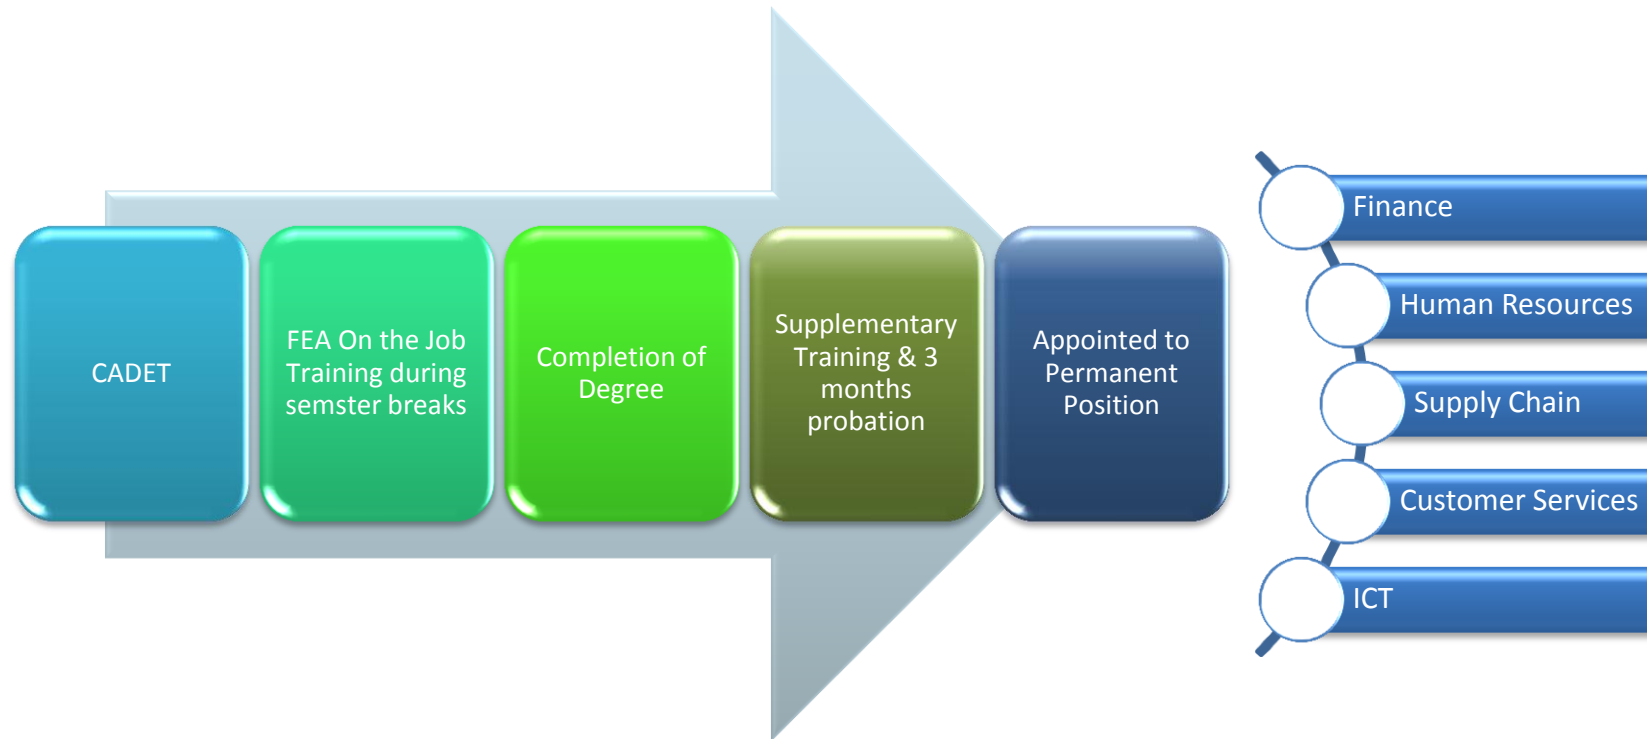 CADET
FEA On the Job
Training during
semster breaks
Completion of
Degree
Supplementary
Training & 3
months
probation
Appointed to
Permanent
Position
Finance
Human Resources
Supply Chain
Customer Services
ICT